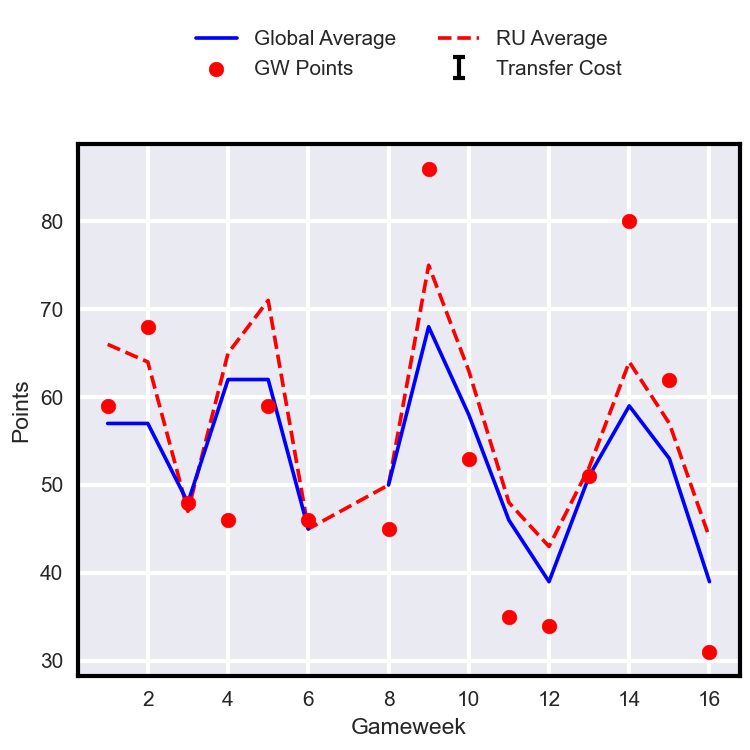 Global Average
RU Average
GW Points
Transfer Cost
80
70
60
50
40
30
Points
2 4 6 8 10 12 14 16
Gameweek